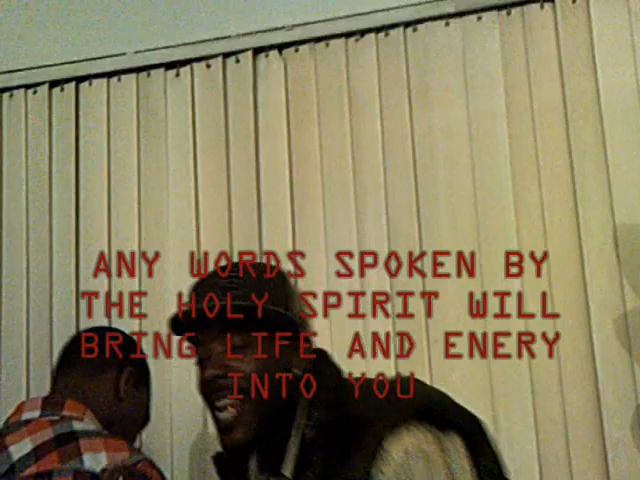 ANY WORDS SPOKEN BY
THE HOLY SPIRIT WILL
BRING LIFE AND ENERY
INTO YOU